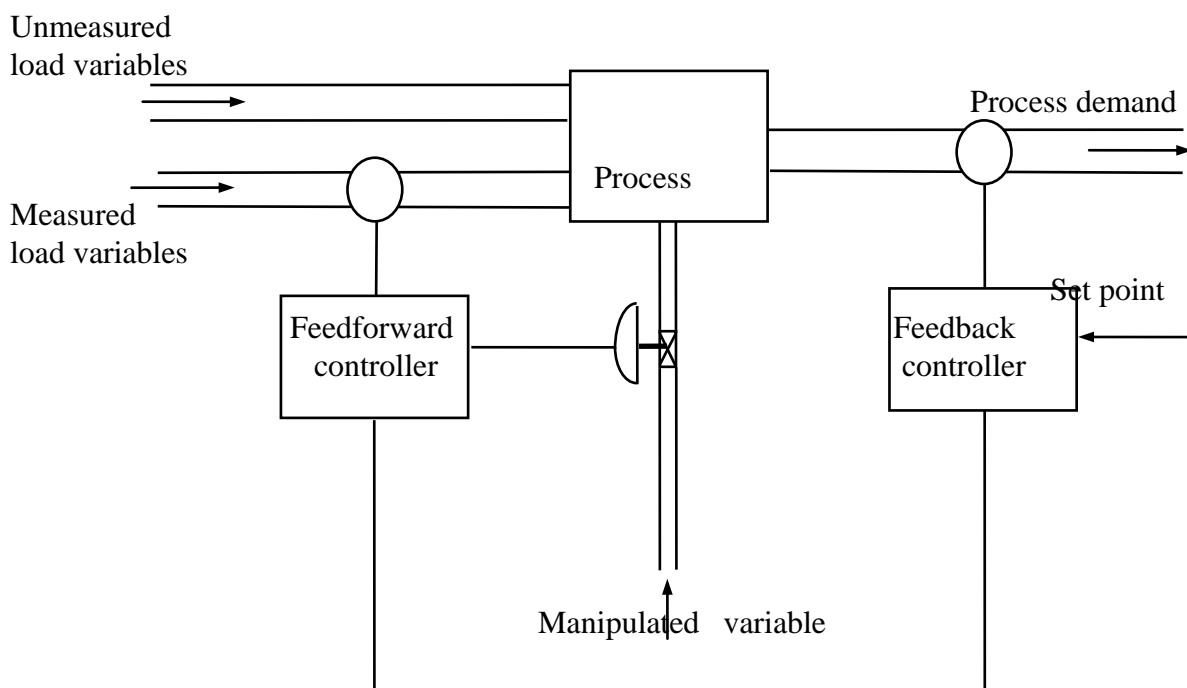 Unmeasured
load variables
Process demand
Process
Measured
load variables
Set point
Feedforward
controller
Feedback
controller
Manipulated variable